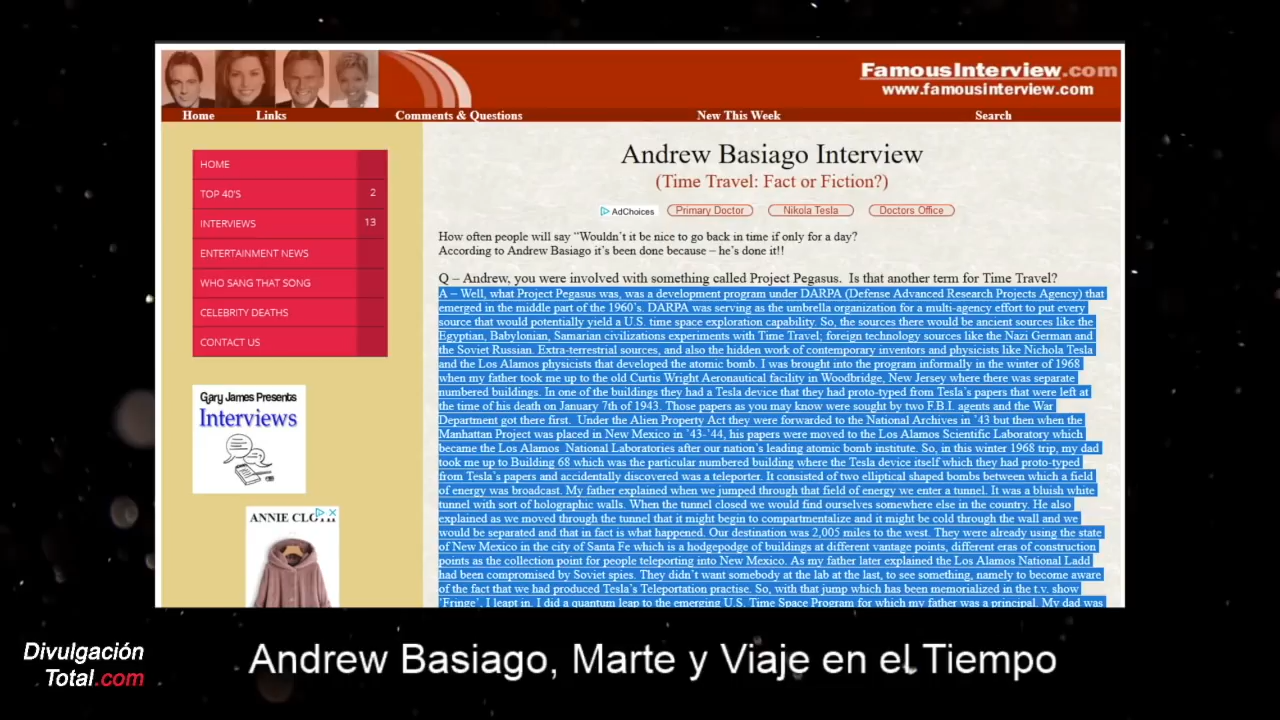 FamousInterview.com
www.famousinterview.com
Home Links Comments & Questions New This Week Search
HOME
TOP 40'S 2
INTERVIEWS 13
ENTERTAINMENT NEWS
WHO SANG THAT SONG
CELEBRITY DEATHS
CONTACT US
Gary James Presents
Interviews
ANNIE CLOTH
Andrew Basiago Interview
(Time Travel: Fact or Fiction?)
AdChoices Primary Doctor Nikola Tesla Doctors Office
How often people will say “Wouldn’t it be nice to go back in time if only for a day?
According to Andrew Basiago it’s been done because – he’s done it!!
Q – Andrew, you were involved with something called Project Pegasus. Is that another term for Time Travel?
A – Well, what Project Pegasus was, was a development program under DARPA (Defense Advanced Research Projects Agency) that
emerged in the middle part of the 1960’s. DARPA was serving as the umbrella organization for a multi-agency effort to put every
source that would potentially yield a U.S. time space exploration capability. So, the sources there would be ancient sources like the
Egyptian, Babylonian, Samarian civilizations experiments with Time Travel; foreign technology sources like the Nazi German and
the Soviet Russian. Extra-terrestrial sources, and also the hidden work of contemporary inventors and physicists like Nichola Tesla
and the Los Alamos physicists that developed the atomic bomb. I was brought into the program informally in the winter of 1968
when my father took me up to the old Curtis Wright Aeronautical facility in Woodbridge, New Jersey where there was separate
numbered buildings. In one of the buildings they had a Tesla device that they had proto-typed from Tesla’s papers that were left at
the time of his death on January 7th of 1943. Those papers as you may know were sought by two F.B.I. agents and the War
Department got there first. Under the Alien Property Act they were forwarded to the National Archives in ’43 but then when the
Manhattan Project was placed in New Mexico in ’43-’44, his papers were moved to the Los Alamos Scientific Laboratory which
became the Los Alamos National Laboratories after our nation’s leading atomic bomb institute. So, in this winter 1968 trip, my dad
took me up to Building 68 which was the particular numbered building where the Tesla device itself which they had proto-typed
from Tesla’s papers and accidentally discovered was a teleporter. It consisted of two elliptical shaped bombs between which a field
of energy was broadcast. My father explained when we jumped through that field of energy we enter a tunnel. It was a bluish white
tunnel with sort of holographic walls. When the tunnel closed we would find ourselves somewhere else in the country. He also
explained as we moved through the tunnel that it might begin to compartmentalize and it might be cold through the wall and we
would be separated and that in fact is what happened. Our destination was 2,005 miles to the west. They were already using the state
of New Mexico in the city of Santa Fe which is a hodgepodge of buildings at different vantage points, different eras of construction
points as the collection point for people teleporting into New Mexico. As my father later explained the Los Alamos National Ladd
had been compromised by Soviet spies. They didn’t want somebody at the lab at the last, to see something, namely to become aware
of the fact that we had produced Tesla’s Teleportation practise. So, with that jump which has been memorialized in the t.v. show
‘Fringe’, I leapt in. I did a quantum leap to the emerging U.S. Time Space Program for which my father was a principal. My dad was
Divulgación
Total.com
Andrew Basiago, Marte y Viaje en el Tiempo